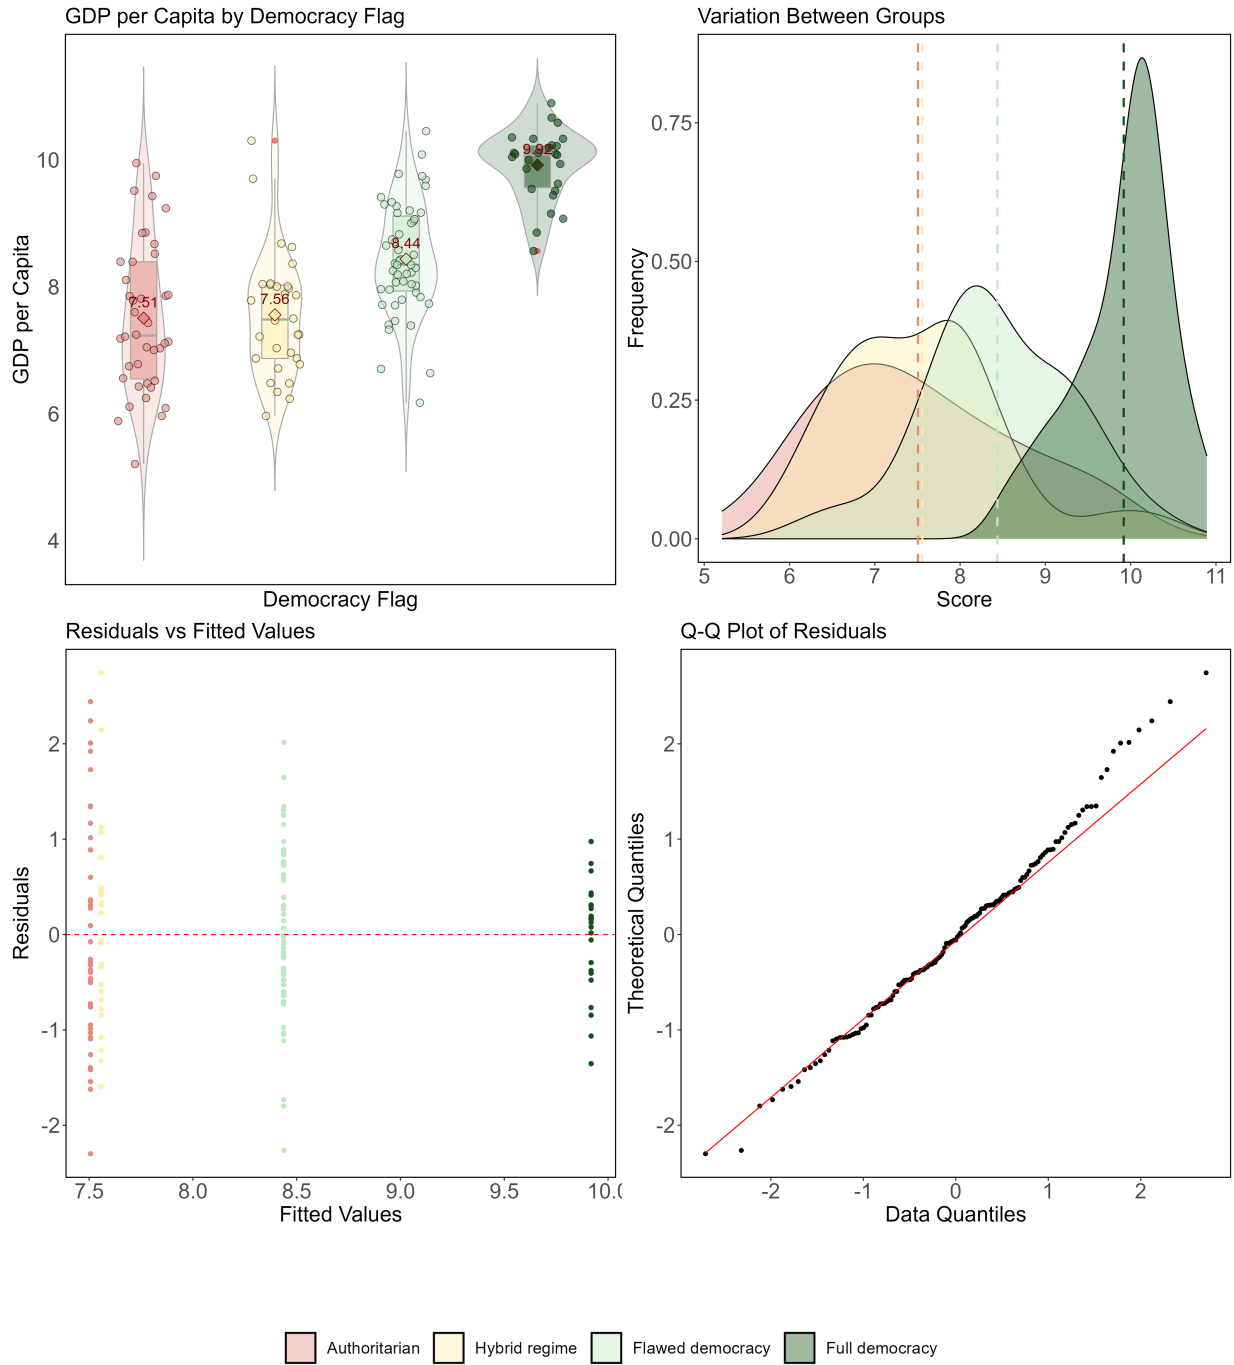 GDP per Capita by Democracy Flag
GDP per Capita
10
8
6
4
7.51
7.56
8.44
9.92
Democracy Flag
Variation Between Groups
Frequency
0.75
0.50
0.25
0.00
5 6 7 8 9 10 11
Score
Residuals vs Fitted Values
Residuals
2
1
0
-1
-2
7.5 8.0 8.5 9.0 9.5 10.0
Fitted Values
Q-Q Plot of Residuals
Theoretical Quantiles
2
1
0
-1
-2
-2 -1 0 1 2
Data Quantiles
Authoritarian Hybrid regime Flawed democracy Full democracy